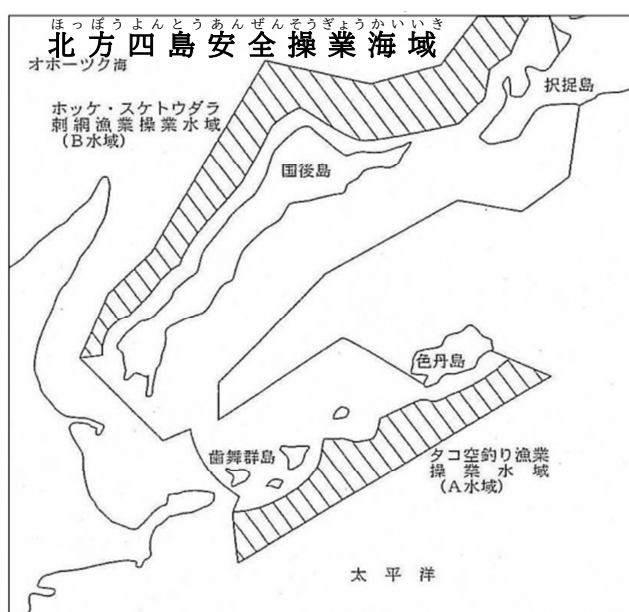 ほっぽうよんとうあんぜんそうぎょうかいいき
北方四島安全操業海域
オホーツク海
択捉島
ホッケ・スケトウダラ
刺網漁業操業水域
(B水域)
国後島
色丹島
歯舞群島
タコ空釣り漁業
操業水域
(A水域)
太平洋